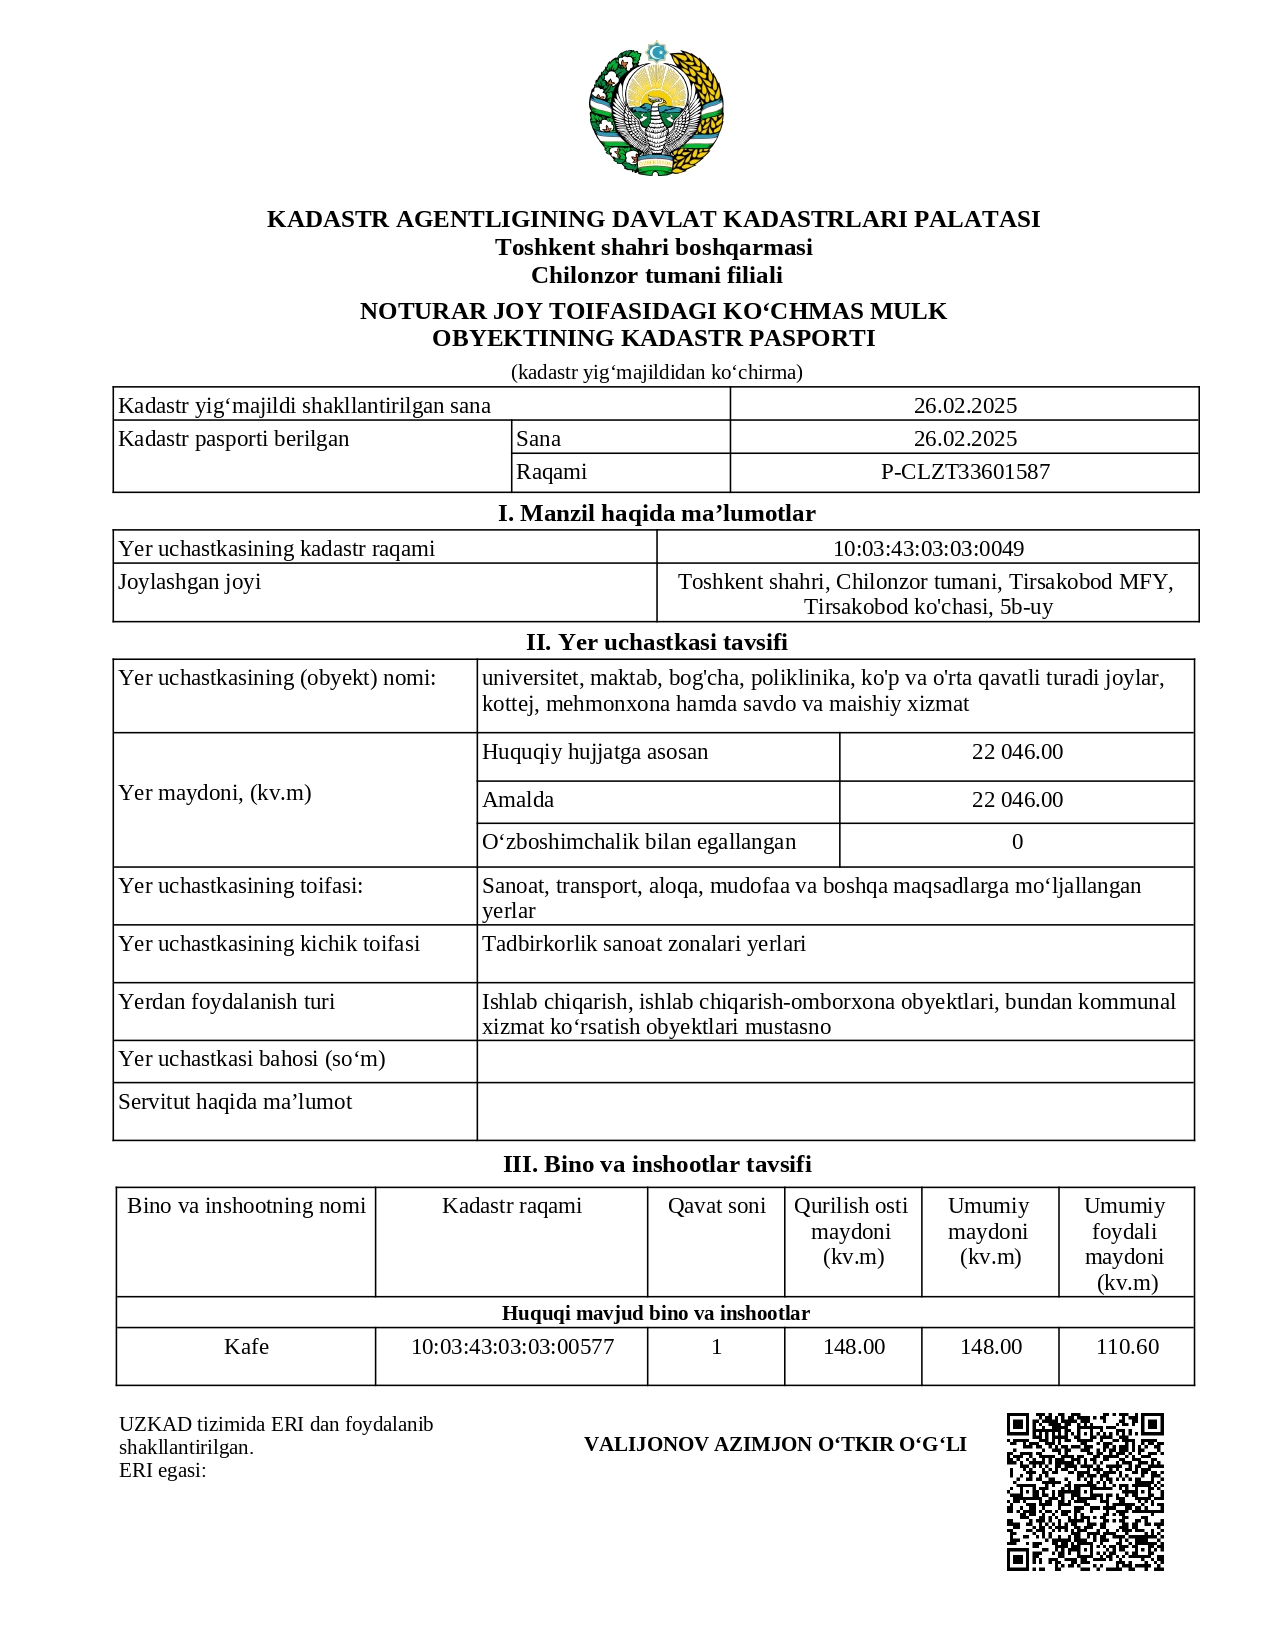 KADASTR AGENTLIGINING DAVLAT KADASTRLARI PALATASI
Toshkent shahri boshqarmasi
Chilonzor tumani filiali
NOTURAR JOY TOIFASIDAGI KO‘CHMAS MULK
OBYEKTINING KADASTR PASPORTI
(kadastr yig‘majildidan ko‘chirma)
Kadastr yig‘majildi shakllantirilgan sana 26.02.2025
Kadastr pasporti berilgan Sana 26.02.2025
Raqami P-CLZT33601587
I. Manzil haqida ma’lumotlar
Yer uchastkasining kadastr raqami 10:03:43:03:03:0049
Joylashgan joyi Toshkent shahri, Chilonzor tumani, Tirsakobod MFY,
Tirsakobod ko'chasi, 5b-uy
II. Yer uchastkasi tavsifi
Yer uchastkasining (obyekt) nomi: universitet, maktab, bog'cha, poliklinika, ko'p va o'rta qavatli turadi joylar,
kottej, mehmonxona hamda savdo va maishiy xizmat
Yer maydoni, (kv.m)
Huquqiy hujjatga asosan 22 046.00
Amalda 22 046.00
O‘zboshimchalik bilan egallangan 0
Yer uchastkasining toifasi: Sanoat, transport, aloqa, mudofaa va boshqa maqsadlarga mo‘ljallangan
yerlar
Yer uchastkasining kichik toifasi Tadbirkorlik sanoat zonalari yerlari
Yerdan foydalanish turi Ishlab chiqarish, ishlab chiqarish-omborxona obyektlari, bundan kommunal
xizmat ko‘rsatish obyektlari mustasno
Yer uchastkasi bahosi (so‘m)
Servitut haqida ma’lumot
III. Bino va inshootlar tavsifi
Bino va inshootning nomi Kadastr raqami Qavat soni Qurilish osti Umumiy Umumiy
maydoni maydoni foydali
(kv.m) (kv.m) maydoni
(kv.m)
Huquqi mavjud bino va inshootlar
Kafe 10:03:43:03:03:00577 1 148.00 148.00 110.60
UZKAD tizimida ERI dan foydalanib
shakllantirilgan.
ERI egasi:
VALIJONOV AZIMJON O‘TKIR O‘G‘LI